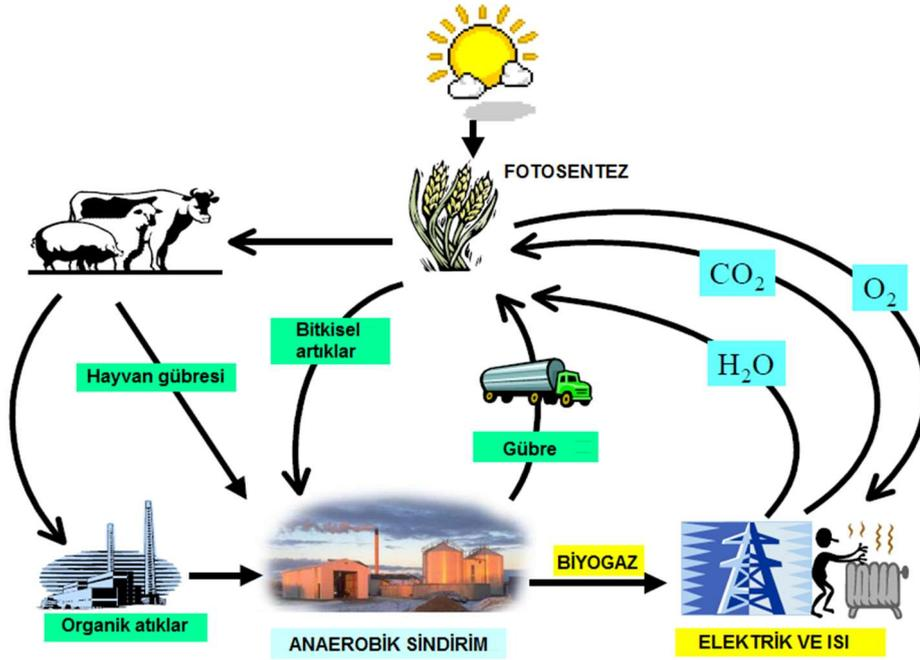 FOTOSENTEZ
CO₂
O₂
Bitkisel
artıklar
H₂O
Hayvan gübresi
Gübre
BİYOGAZ
Organik atıklar
ANAEROBİK SİNDİRİM
ELEKTRİK VE ISI